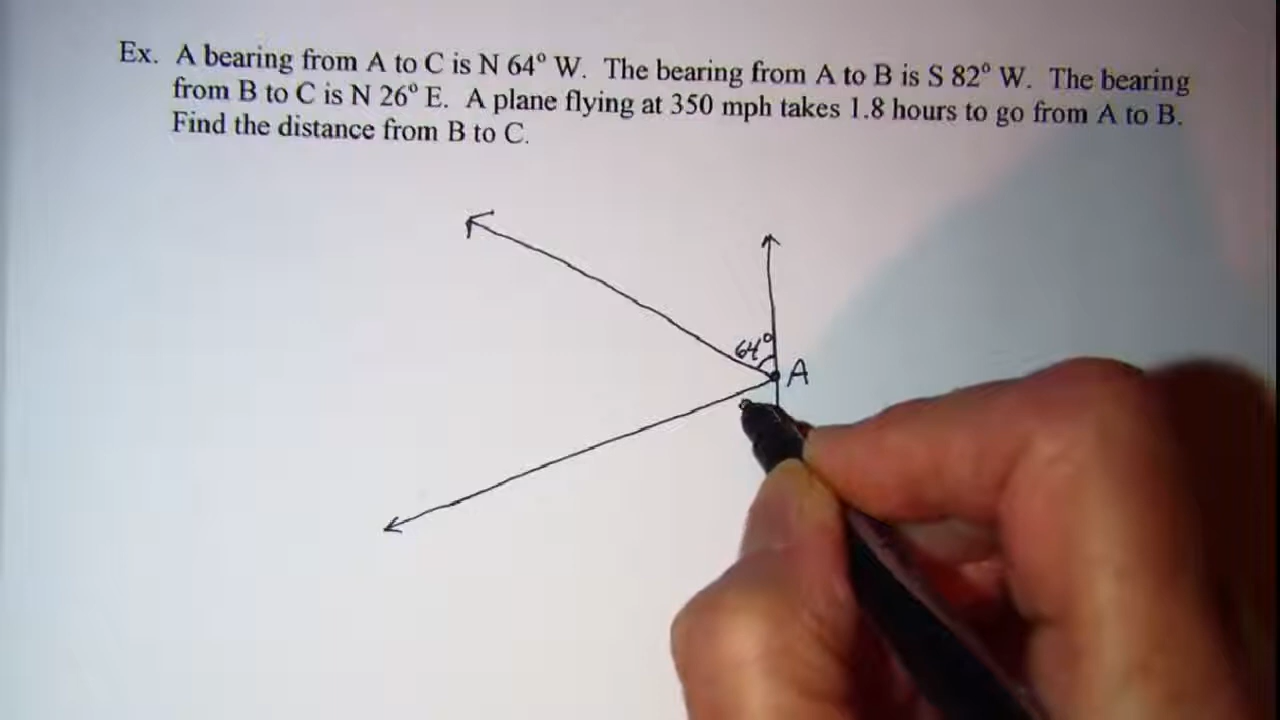 Ex. A bearing from A to C is N 64° W. The bearing from A to B is S 82° W. The bearing
from B to C is N 26° E. A plane flying at 350 mph takes 1.8 hours to go from A to B.
Find the distance from B to C.
64°
A